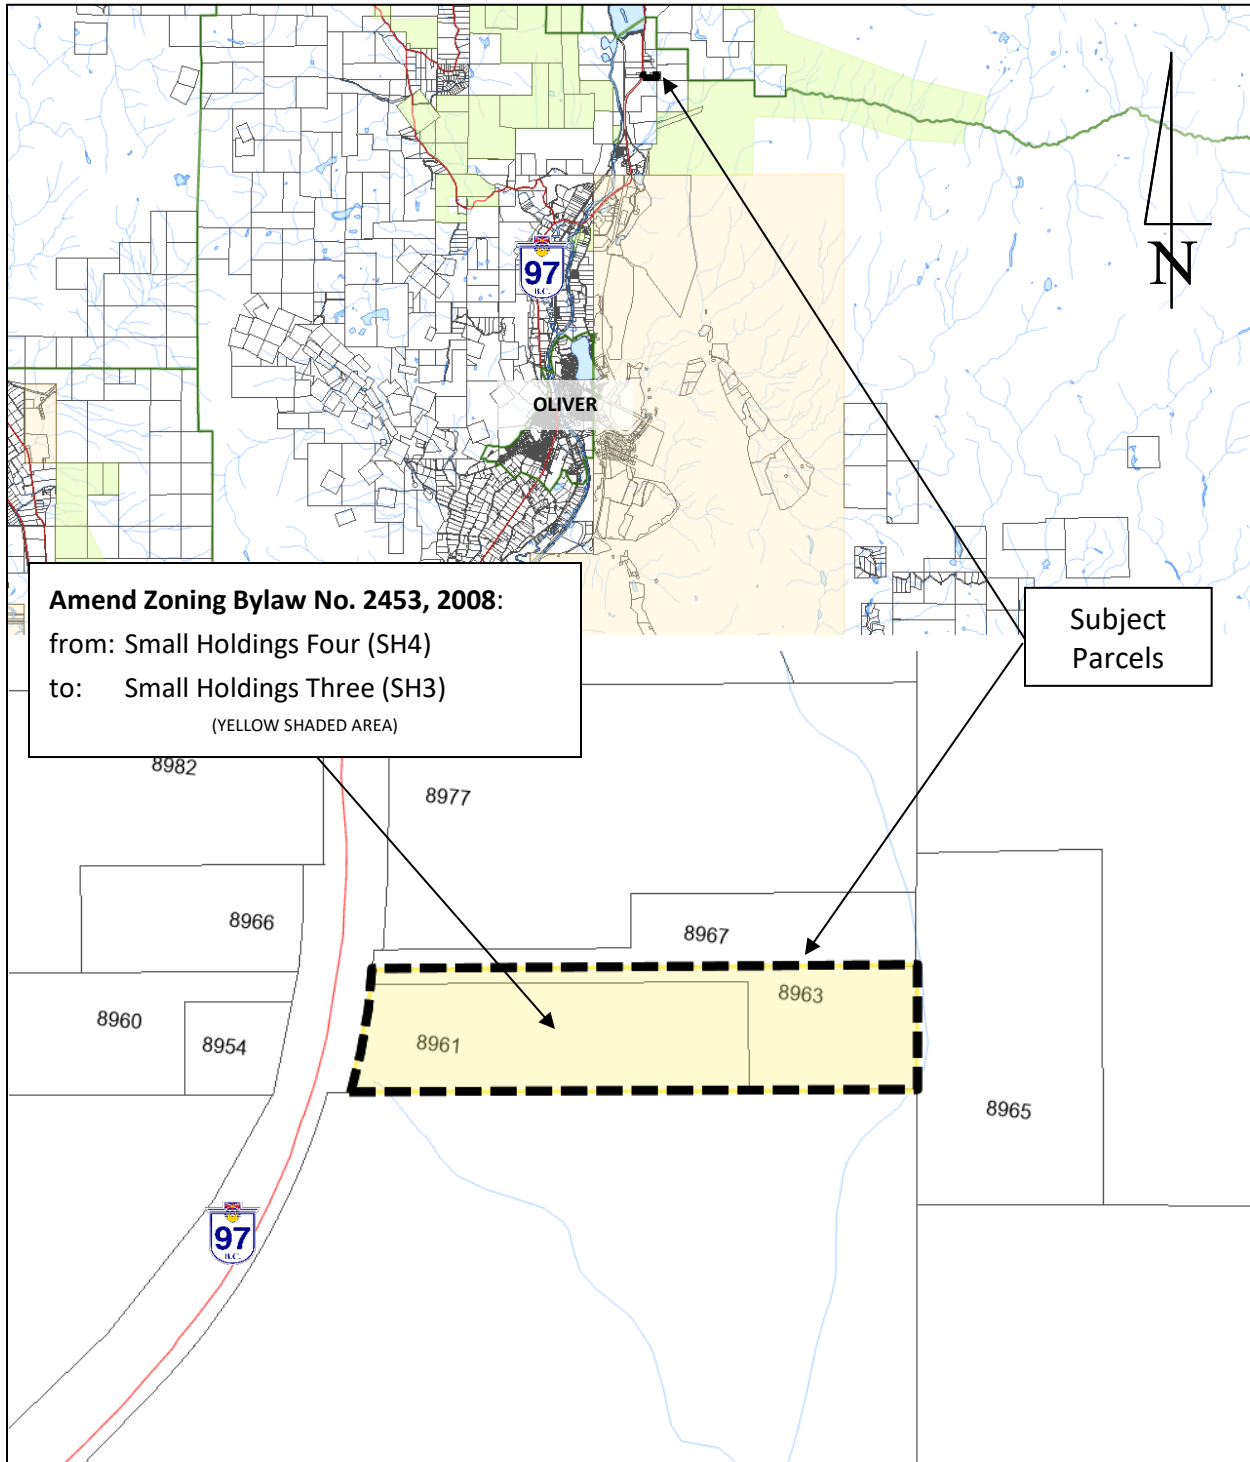 97
B.C.
N
OLIVER
Amend Zoning Bylaw No. 2453, 2008:
from: Small Holdings Four (SH4)
to: Small Holdings Three (SH3)
(YELLOW SHADED AREA)
Subject
Parcels
8982
8977
8966
8967
8963
8960
8954
8961
8965
97
B.C.